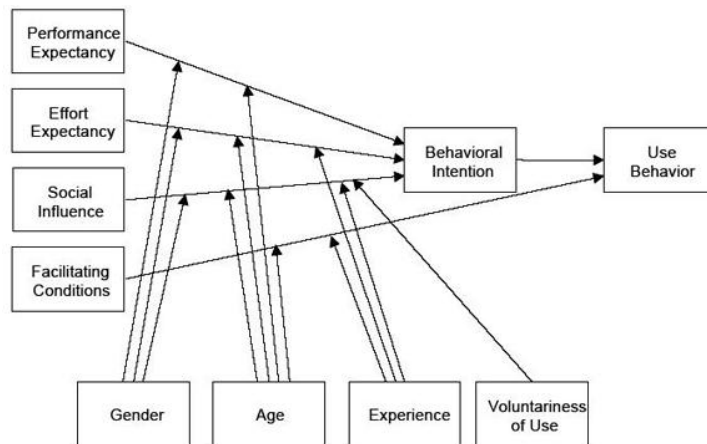 Performance
Expectancy
Effort
Expectancy
Social
Influence
Facilitating
Conditions
Behavioral
Intention
Use
Behavior
Gender
Age
Experience
Voluntariness
of Use